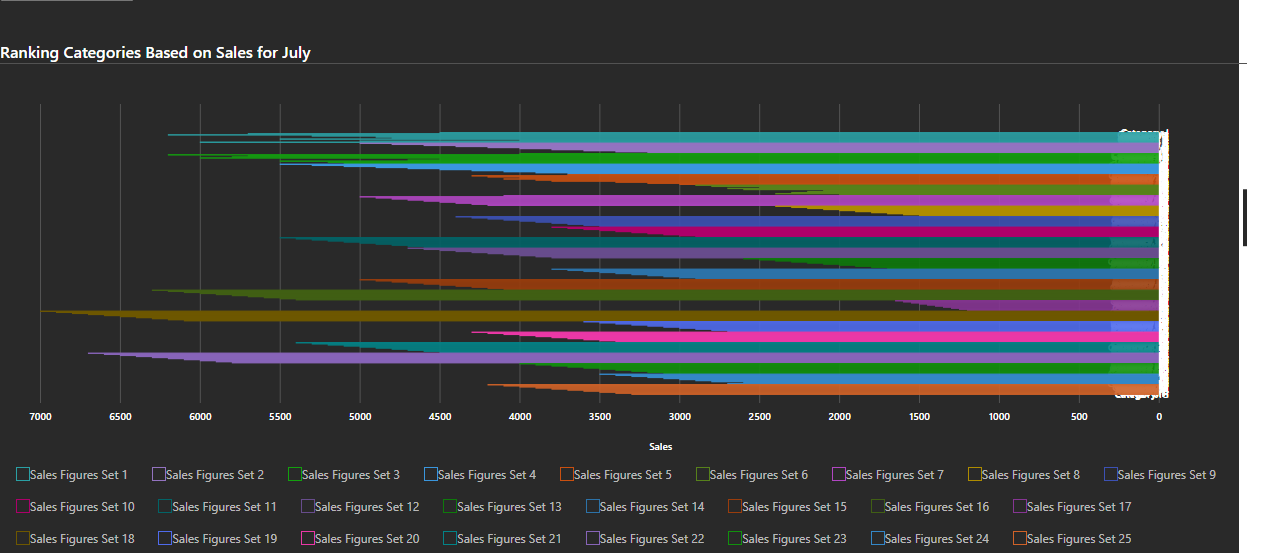 Ranking Categories Based on Sales for July
7000 6500 6000 5500 5000 4500 4000 3500 3000 2500 2000 1500 1000 500 0
Sales
Sales Figures Set 1 Sales Figures Set 2 Sales Figures Set 3 Sales Figures Set 4 Sales Figures Set 5 Sales Figures Set 6 Sales Figures Set 7 Sales Figures Set 8 Sales Figures Set 9
Sales Figures Set 10 Sales Figures Set 11 Sales Figures Set 12 Sales Figures Set 13 Sales Figures Set 14 Sales Figures Set 15 Sales Figures Set 16 Sales Figures Set 17
Sales Figures Set 18 Sales Figures Set 19 Sales Figures Set 20 Sales Figures Set 21 Sales Figures Set 22 Sales Figures Set 23 Sales Figures Set 24 Sales Figures Set 25